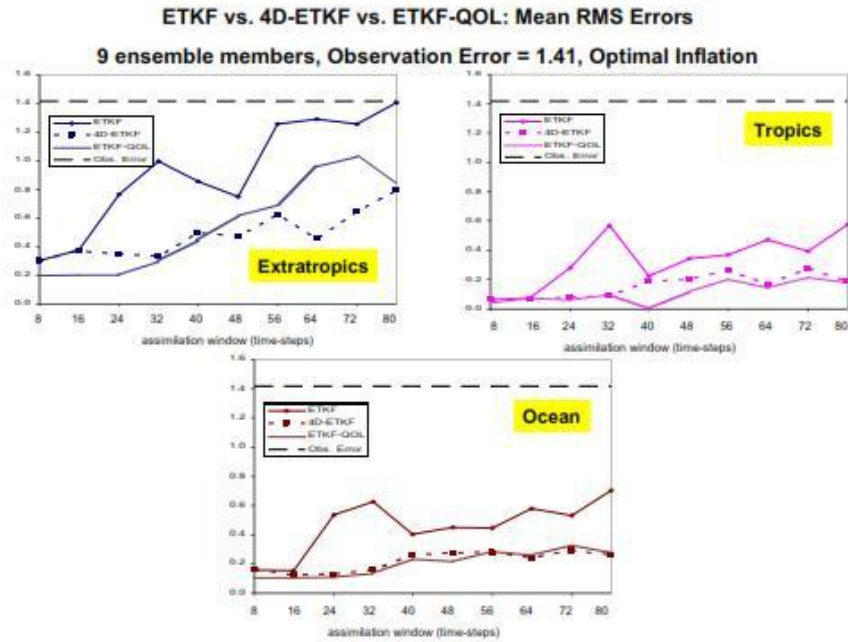 ETKF vs. 4D-ETKF vs. ETKF-QOL: Mean RMS Errors
9 ensemble members, Observation Error = 1.41, Optimal Inflation
1.6
1.4
1.2
1.0
0.8
0.6
0.4
0.2
0.0
ETKF
4D-ETKF
ETKF-QOL
Obs. Error
Extratropics
8 16 24 32 40 48 56 64 72 80
assimilation window (time-steps)
1.6
1.4
1.2
1.0
0.8
0.6
0.4
0.2
0.0
ETKF
4D-ETKF
ETKF-QOL
Obs. Error
Tropics
8 16 24 32 40 48 56 64 72 80
assimilation window (time-steps)
1.6
1.4
1.2
1.0
0.8
0.6
0.4
0.2
0.0
ETKF
4D-ETKF
ETKF-QOL
Obs. Error
Ocean
8 16 24 32 40 48 56 64 72 80
assimilation window (time-steps)